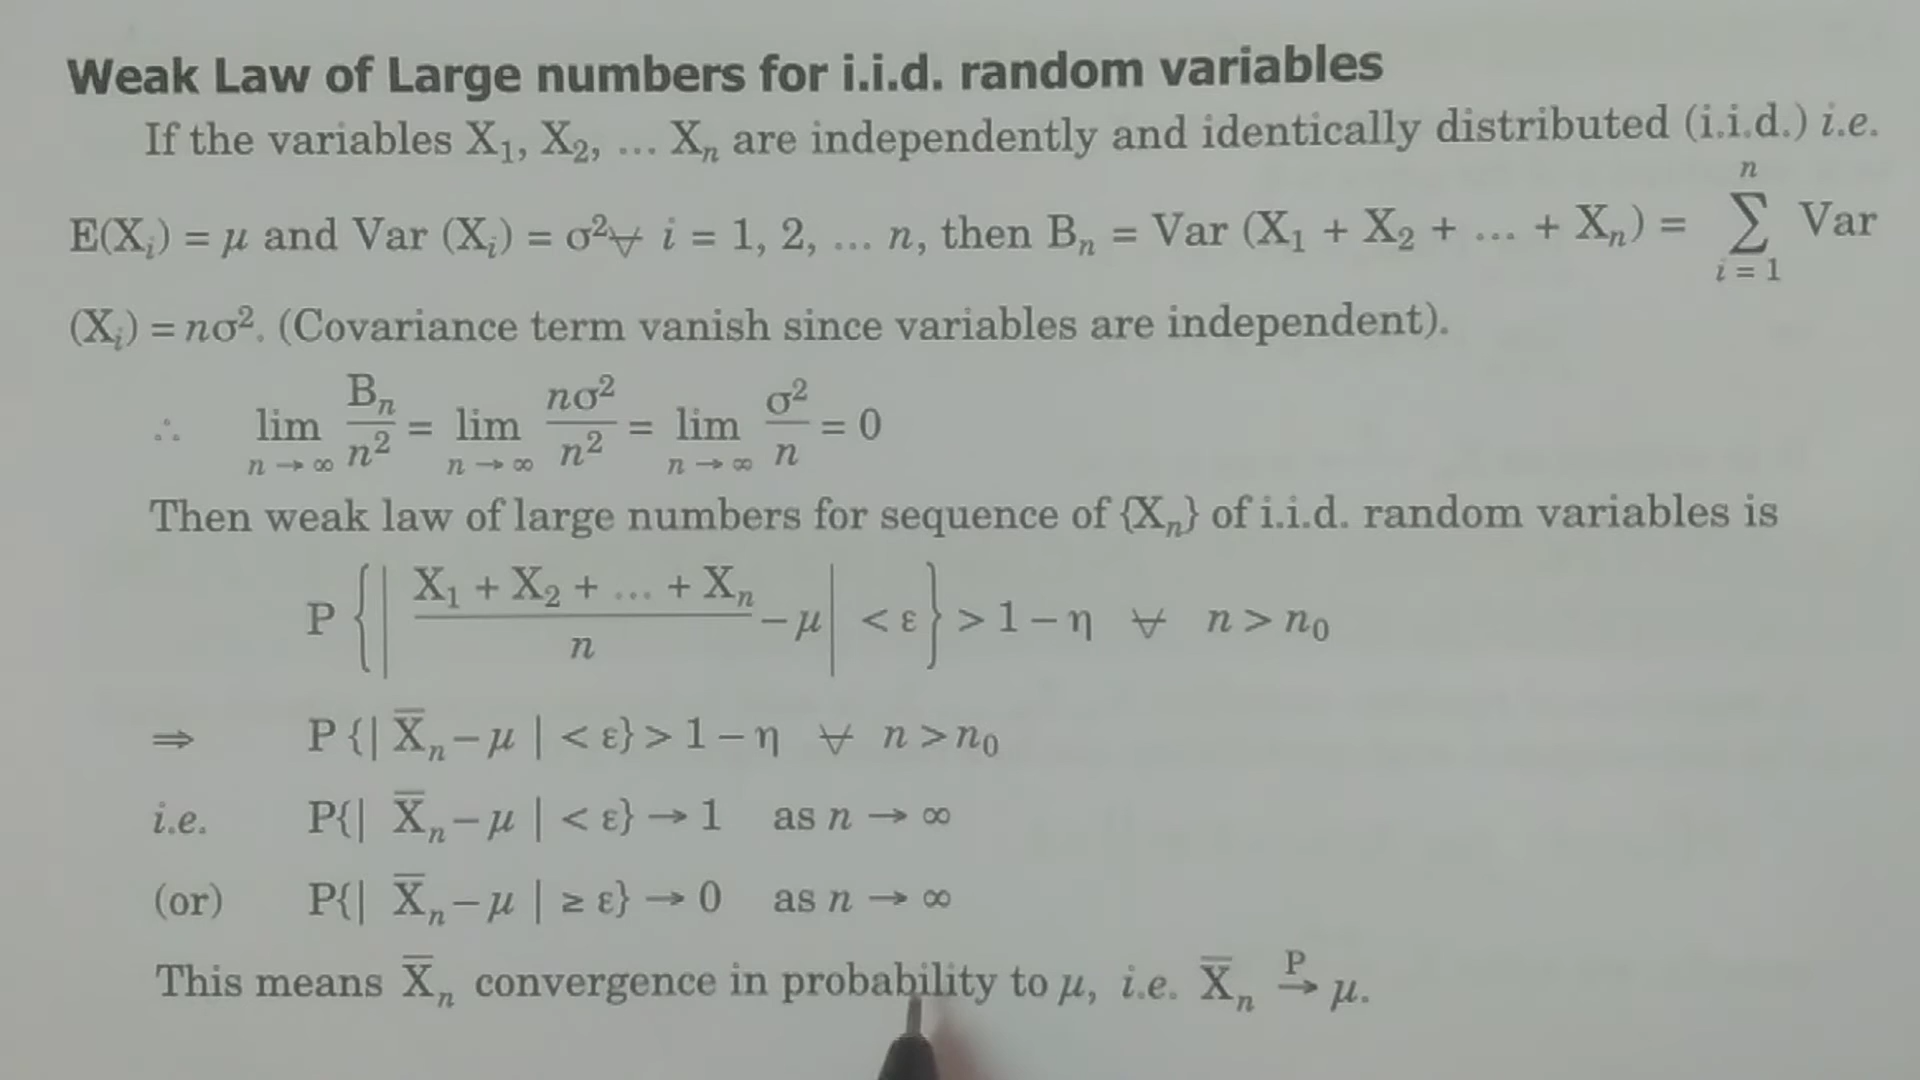 Weak Law of Large numbers for i.i.d. random variables
If the variables X₁, X₂, ... Xₙ are independently and identically distributed (i.i.d.) i.e.
E(Xᵢ) = μ and Var (Xᵢ) = σ²∀ i = 1, 2, ... n, then Bₙ = Var (X₁ + X₂ + ... + Xₙ) = ∑_{i = 1}^{n} Var
(Xᵢ) = nσ². (Covariance term vanish since variables are independent).
∴ lim_{n → ∞} Bₙ/n² = lim_{n → ∞} nσ²/n² = lim_{n → ∞} σ²/n = 0
Then weak law of large numbers for sequence of {Xₙ} of i.i.d. random variables is
P {| (X₁ + X₂ + ... + Xₙ)/n − μ | < ε} > 1 − η ∀ n > n₀
⇒ P {| X̅ₙ − μ | < ε} > 1 − η ∀ n > n₀
i.e. P{| X̅ₙ − μ | < ε} → 1 as n → ∞
(or) P{| X̅ₙ − μ | ≥ ε} → 0 as n → ∞
This means X̅ₙ convergence in probability to μ, i.e. X̅ₙ →^P μ.